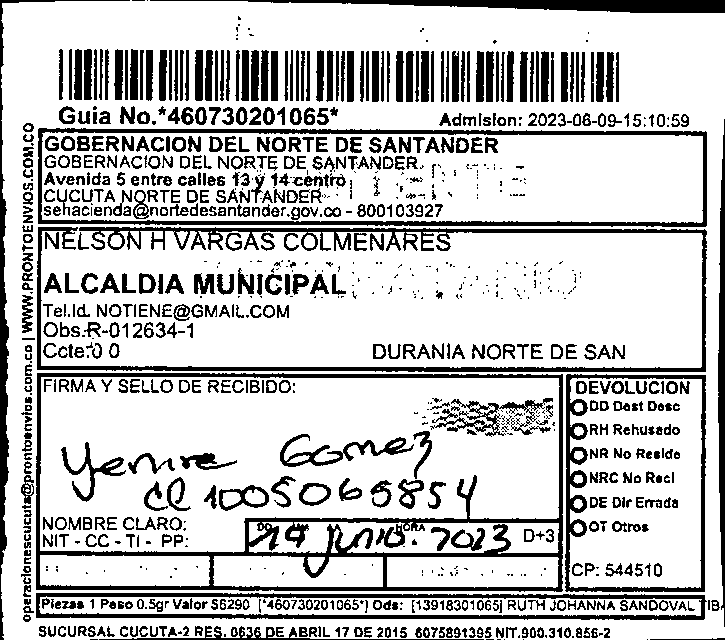 Guia No.*460730201065*
Admision: 2023-06-09-15:10:59
GOBERNACION DEL NORTE DE SANTANDER
GOBERNACION DEL NORTE DE SANTANDER
Avenida 5 entre calles 13 y 14 centro
CUCUTA NORTE DE SANTANDER
sehacienda@nortedesantander.gov.co - 800103927
NELSON H VARGAS COLMENARES
ALCALDIA MUNICIPAL
Tel.Id. NOTIENE@GMAIL.COM
Obs.R-012634-1
Ccte:0 0
DURANIA NORTE DE SAN
FIRMA Y SELLO DE RECIBIDO:
Gomez
CC 1005065854
NOMBRE CLARO:
NIT - CC - TI - PP:
HORA
Junio. 2023
D+3
DEVOLUCION
DD Dest Desc
RH Rehusado
NR No Reside
NRC No Recl
DE Dir Errada
OT Otros
CP: 544510
Piezas 1 Peso 0.5gr Valor $6290 (*460730201065*) Ods: [13918301065] RUTH JOHANNA SANDOVAL TIBA
SUCURSAL CUCUTA-2 RES. 0636 DE ABRIL 17 DE 2015 6075891395 NIT.900.310.856-2
operacionescucuta@prontoenvios.com.co | WWW.PRONTOENVIOS.COM.CO